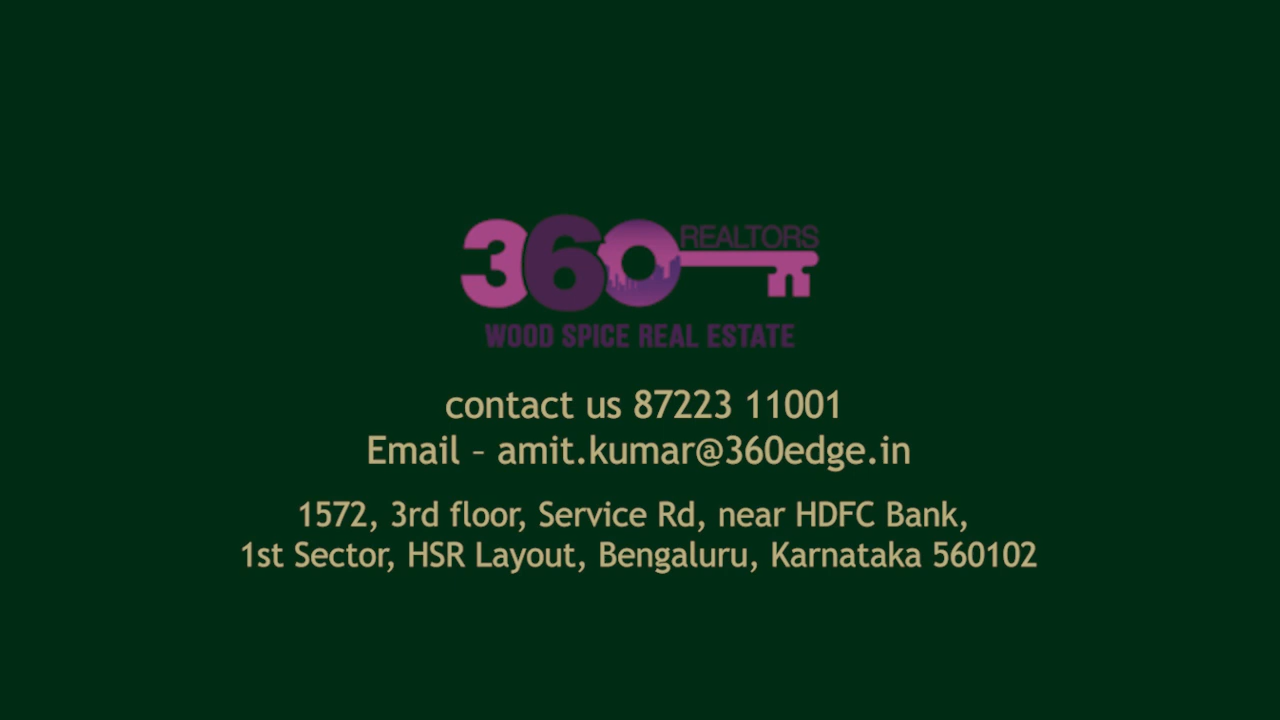 360 REALTORS
WOOD SPICE REAL ESTATE
contact us 87223 11001
Email – amit.kumar@360edge.in
1572, 3rd floor, Service Rd, near HDFC Bank,
1st Sector, HSR Layout, Bengaluru, Karnataka 560102